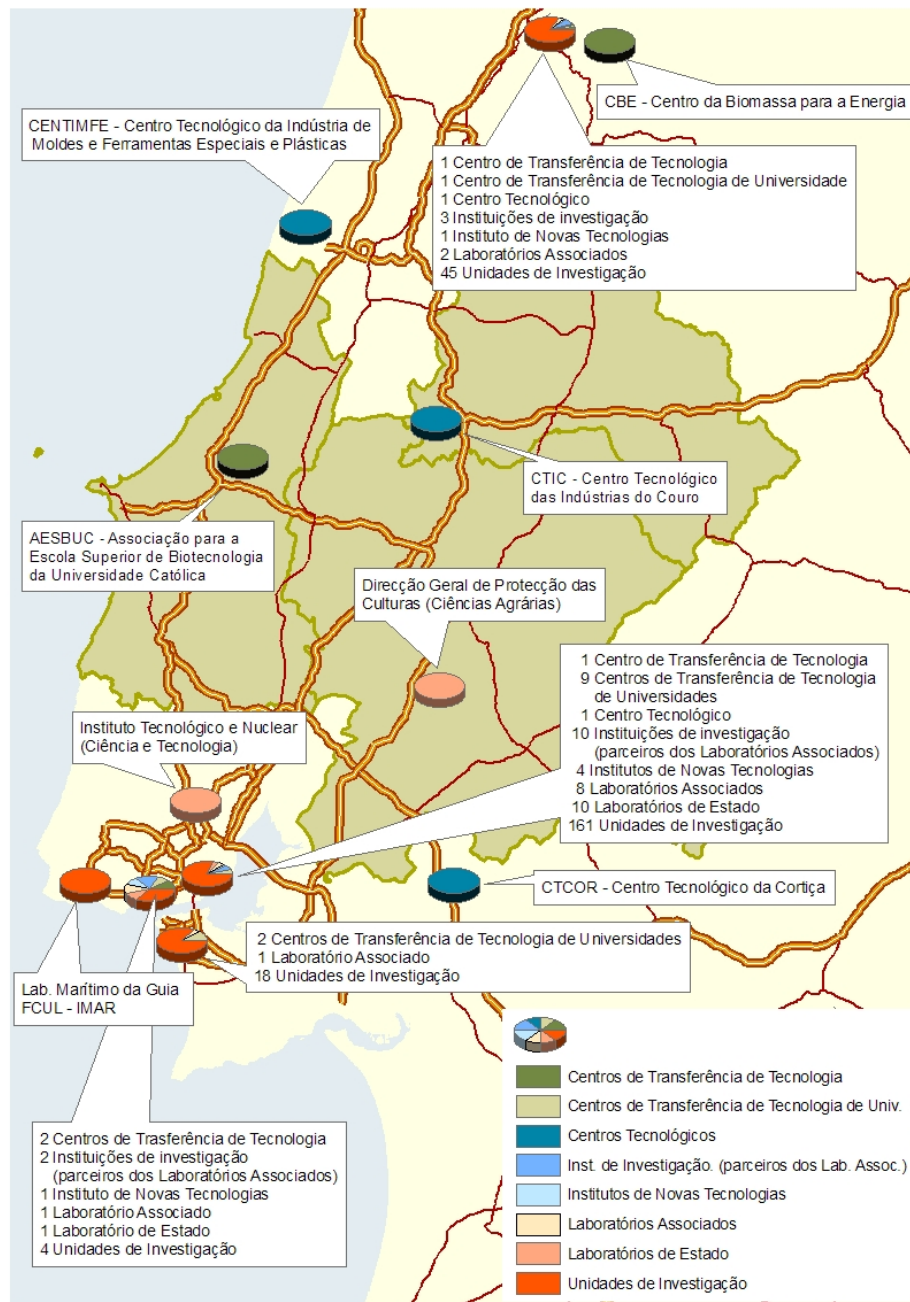 CBE - Centro da Biomassa para a Energia
CENTIMFE - Centro Tecnológico da Indústria de
Moldes e Ferramentas Especiais e Plásticas
1 Centro de Transferência de Tecnologia
1 Centro de Transferência de Tecnologia de Universidade
1 Centro Tecnológico
3 Instituições de investigação
1 Instituto de Novas Tecnologias
2 Laboratórios Associados
45 Unidades de Investigação
CTIC - Centro Tecnológico
das Indústrias do Couro
AESBUC - Associação para a
Escola Superior de Biotecnologia
da Universidade Católica
Direcção Geral de Protecção das
Culturas (Ciências Agrárias)
1 Centro de Transferência de Tecnologia
9 Centros de Transferência de Tecnologia
de Universidades
1 Centro Tecnológico
10 Instituições de investigação
(parceiros dos Laboratórios Associados)
4 Institutos de Novas Tecnologias
8 Laboratórios Associados
10 Laboratórios de Estado
161 Unidades de Investigação
Instituto Tecnológico e Nuclear
(Ciência e Tecnologia)
CTCOR - Centro Tecnológico da Cortiça
2 Centros de Transferência de Tecnologia de Universidades
1 Laboratório Associado
18 Unidades de Investigação
Lab. Marítimo da Guia
FCUL - IMAR
2 Centros de Trasferência de Tecnologia
2 Instituições de investigação
(parceiros dos Laboratórios Associados)
1 Instituto de Novas Tecnologias
1 Laboratório Associado
1 Laboratório de Estado
4 Unidades de Investigação
Centros de Transferência de Tecnologia
Centros de Transferência de Tecnologia de Univ.
Centros Tecnológicos
Inst. de Investigação. (parceiros dos Lab. Assoc.)
Institutos de Novas Tecnologias
Laboratórios Associados
Laboratórios de Estado
Unidades de Investigação